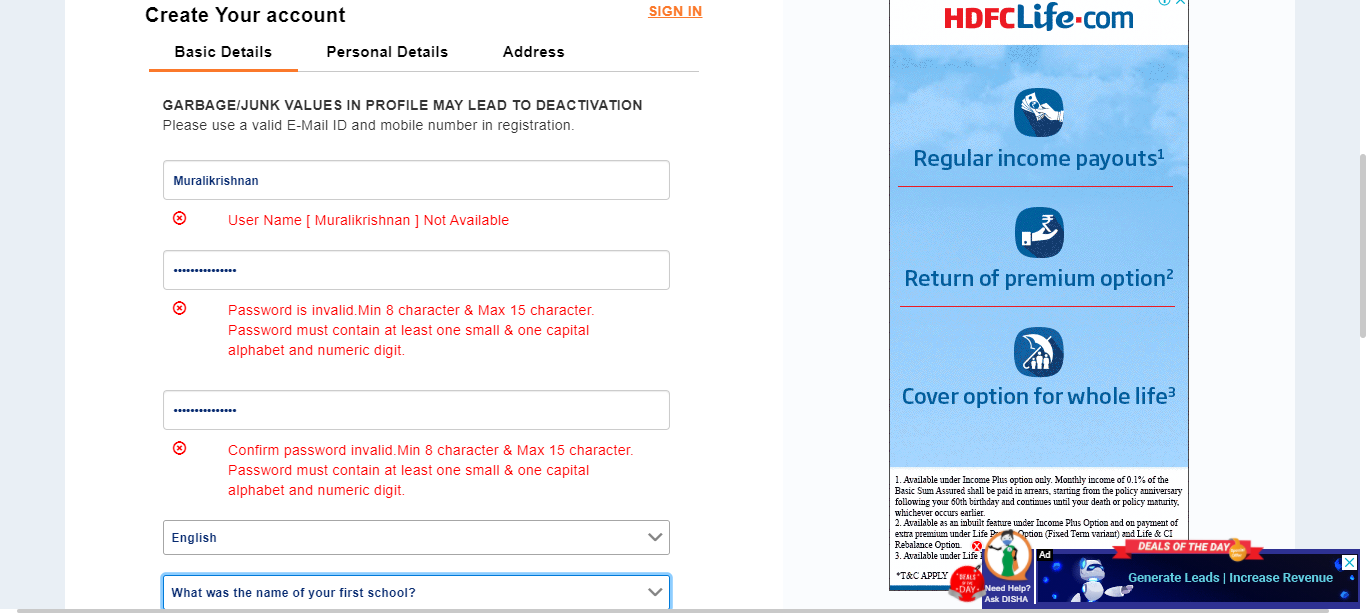 Create Your account
SIGN IN
Basic Details
Personal Details
Address
GARBAGE/JUNK VALUES IN PROFILE MAY LEAD TO DEACTIVATION
Please use a valid E-Mail ID and mobile number in registration.
Muralikrishnan
User Name [ Muralikrishnan ] Not Available
•••••••••••••••
Password is invalid.Min 8 character & Max 15 character.
Password must contain at least one small & one capital
alphabet and numeric digit.
•••••••••••••••
Confirm password invalid.Min 8 character & Max 15 character.
Password must contain at least one small & one capital
alphabet and numeric digit.
English
What was the name of your first school?
HDFCLife.com
Regular income payouts1
Return of premium option2
Cover option for whole life3
1. Available under Income Plus option only. Monthly income of 0.1% of the
Basic Sum Assured shall be paid in arrears, starting from the policy anniversary
following your 60th birthday and continues until your death or policy maturity,
whichever occurs earlier.
2. Available as an inbuilt feature under Income Plus Option and on payment of
extra premium under Life Option (Fixed Term variant) and Life & CI
Rebalance Option.
3. Available under Life
*T&C APPLY
DEALS OF THE DAY
Need Help?
Ask DISHA
Ad
DEALS OF THE DAY
Generate Leads | Increase Revenue